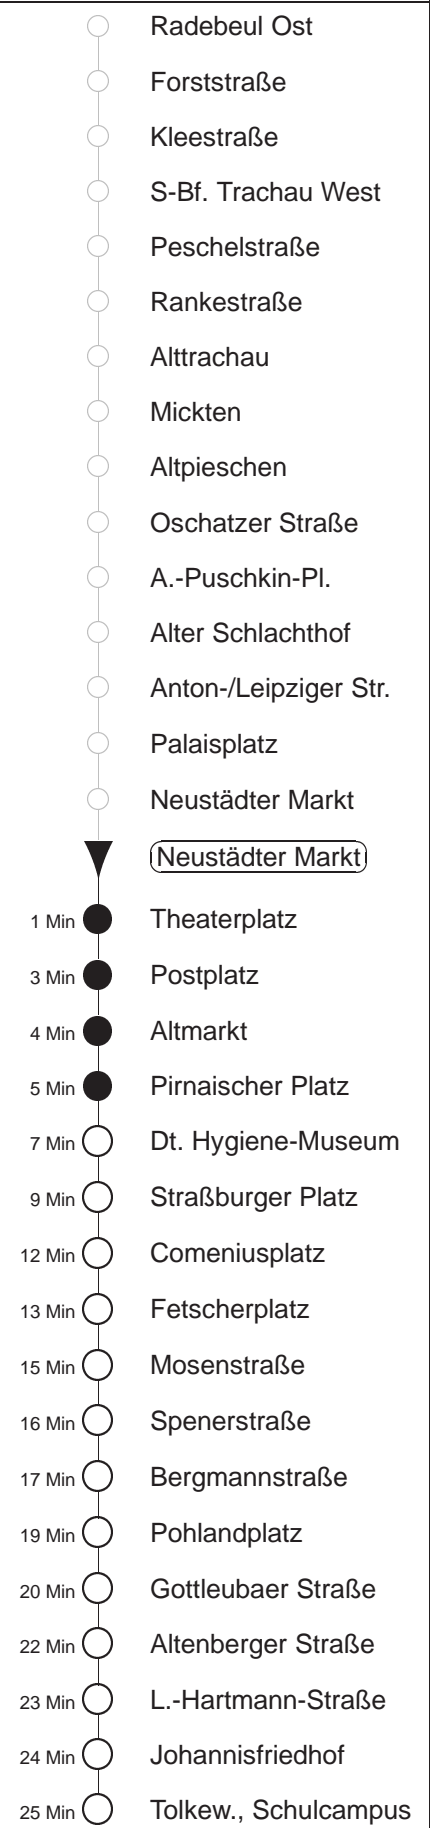 Radebeul Ost
Forststraße
Kleestraße
S-Bf. Trachau West
Peschelstraße
Rankestraße
Alttrachau
Mickten
Altpieschen
Oschatzer Straße
A.-Puschkin-Pl.
Alter Schlachthof
Anton-/Leipziger Str.
Palaisplatz
Neustädter Markt
Neustädter Markt
1 Min Theaterplatz
3 Min Postplatz
4 Min Altmarkt
5 Min Pirnaischer Platz
7 Min Dt. Hygiene-Museum
9 Min Straßburger Platz
12 Min Comeniusplatz
13 Min Fetscherplatz
15 Min Mosenstraße
16 Min Spenerstraße
17 Min Bergmannstraße
19 Min Pohlandplatz
20 Min Gottleubaer Straße
22 Min Altenberger Straße
23 Min L.-Hartmann-Straße
24 Min Johannisfriedhof
25 Min Tolkew., Schulcampus